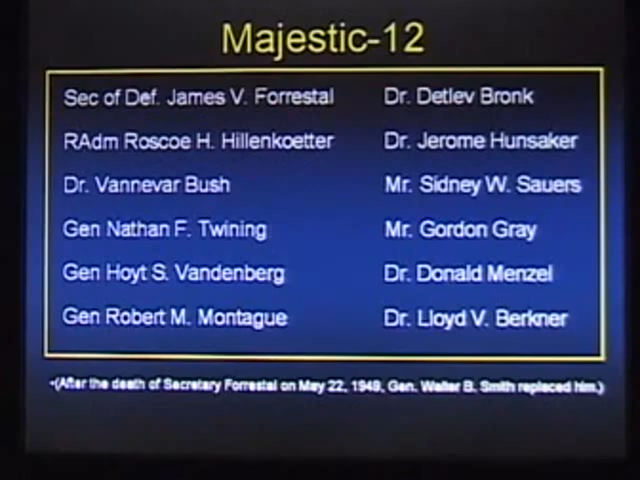 Majestic-12
Sec of Def. James V. Forrestal
RAdm Roscoe H. Hillenkoetter
Dr. Vannevar Bush
Gen Nathan F. Twining
Gen Hoyt S. Vandenberg
Gen Robert M. Montague
Dr. Detlev Bronk
Dr. Jerome Hunsaker
Mr. Sidney W. Sauers
Mr. Gordon Gray
Dr. Donald Menzel
Dr. Lloyd V. Berkner
*(After the death of Secretary Forrestal on May 22, 1949, Gen. Walter B. Smith replaced him.)